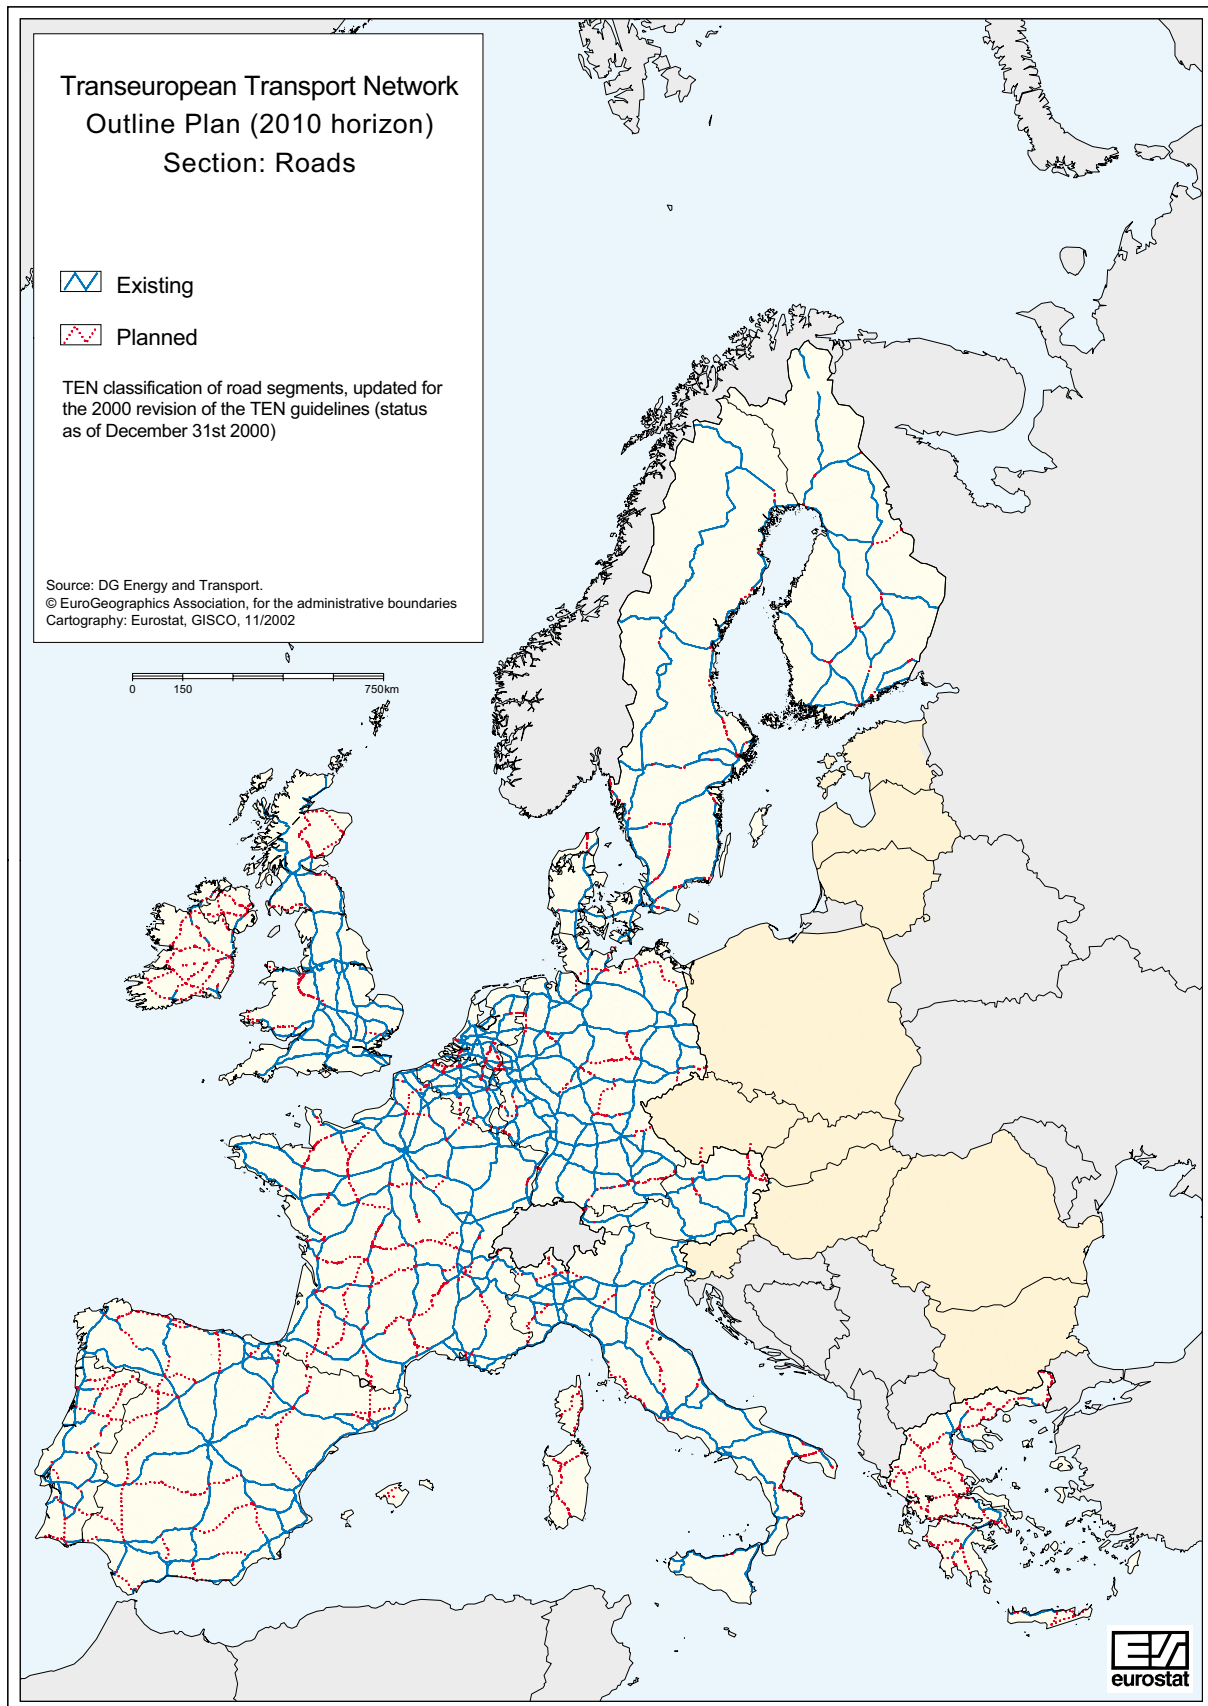 Transeuropean Transport Network
Outline Plan (2010 horizon)
Section: Roads
Existing
Planned
TEN classification of road segments, updated for
the 2000 revision of the TEN guidelines (status
as of December 31st 2000)
Source: DG Energy and Transport.
© EuroGeographics Association, for the administrative boundaries
Cartography: Eurostat, GISCO, 11/2002
0 150 750 km
eurostat